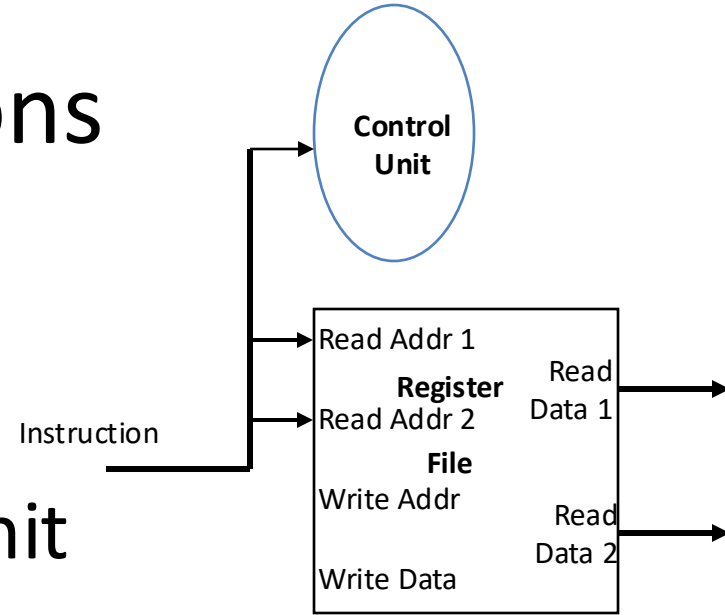 ons
Control
Unit
Read Addr 1
Register
Read Addr 2
File
Write Addr
Write Data
Read
Data 1
Read
Data 2
Instruction
nit